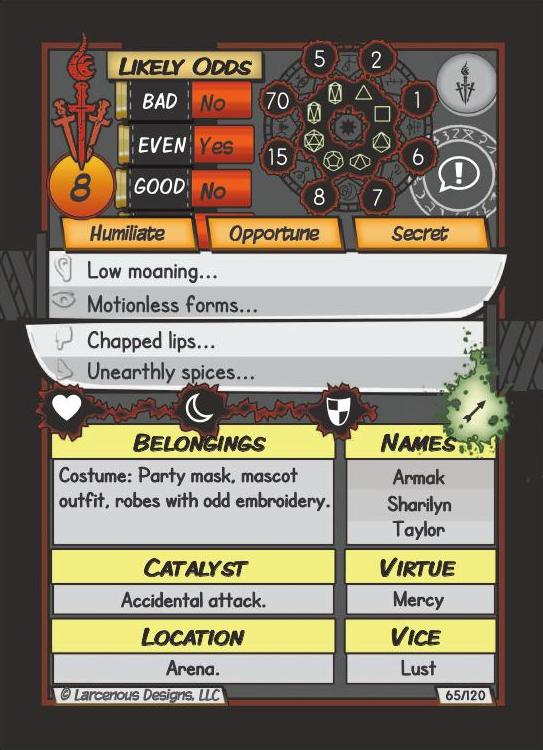 LIKELY ODDS
BAD No
EVEN Yes
GOOD No
8
5
2
70
1
15
6
8
7
!
Humiliate Opportune Secret
Low moaning...
Motionless forms...
Chapped lips...
Unearthly spices...
BELONGINGS
Costume: Party mask, mascot
outfit, robes with odd embroidery.
NAMES
Armak
Sharilyn
Taylor
CATALYST
Accidental attack.
VIRTUE
Mercy
LOCATION
Arena.
VICE
Lust
© Larcenous Designs, LLC
65/120